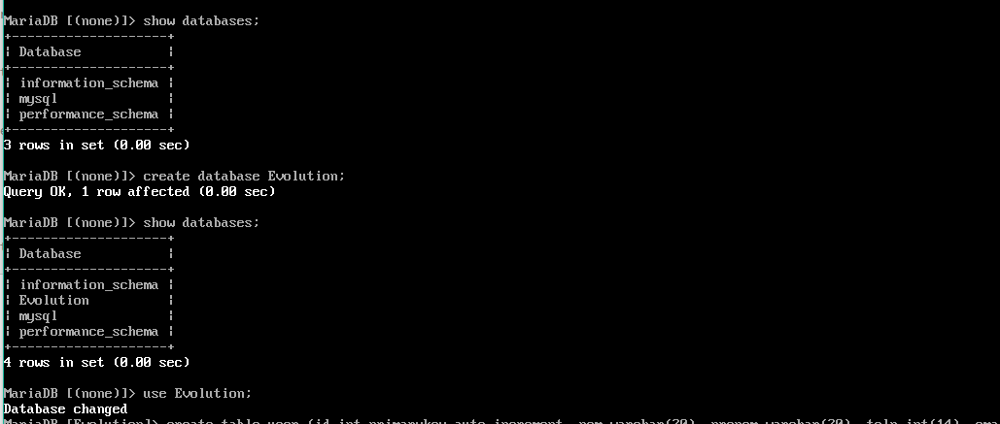 MariaDB [(none)]> show databases;
+--------------------+
| Database           |
+--------------------+
| information_schema |
| mysql              |
| performance_schema |
+--------------------+
3 rows in set (0.00 sec)
MariaDB [(none)]> create database Evolution;
Query OK, 1 row affected (0.00 sec)
MariaDB [(none)]> show databases;
+--------------------+
| Database           |
+--------------------+
| information_schema |
| Evolution          |
| mysql              |
| performance_schema |
+--------------------+
4 rows in set (0.00 sec)
MariaDB [(none)]> use Evolution;
Database changed
MariaDB [Evolution]> create table user (id int primarykey auto_increment, nom varchar(20), prenom varchar(20), telp int(14),